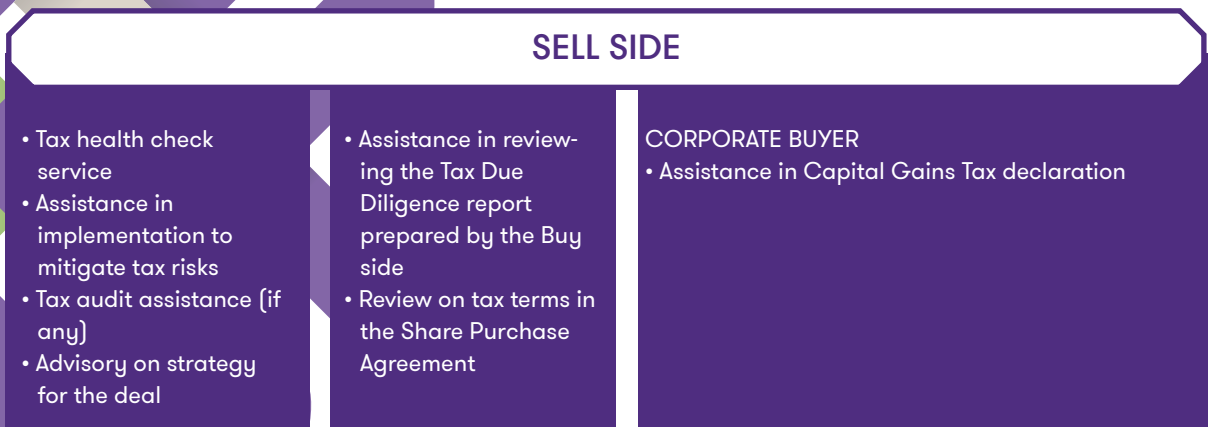 SELL SIDE
• Tax health check
service
• Assistance in
implementation to
mitigate tax risks
• Tax audit assistance (if
any)
• Advisory on strategy
for the deal
• Assistance in review-
ing the Tax Due
Diligence report
prepared by the Buy
side
• Review on tax terms in
the Share Purchase
Agreement
CORPORATE BUYER
• Assistance in Capital Gains Tax declaration